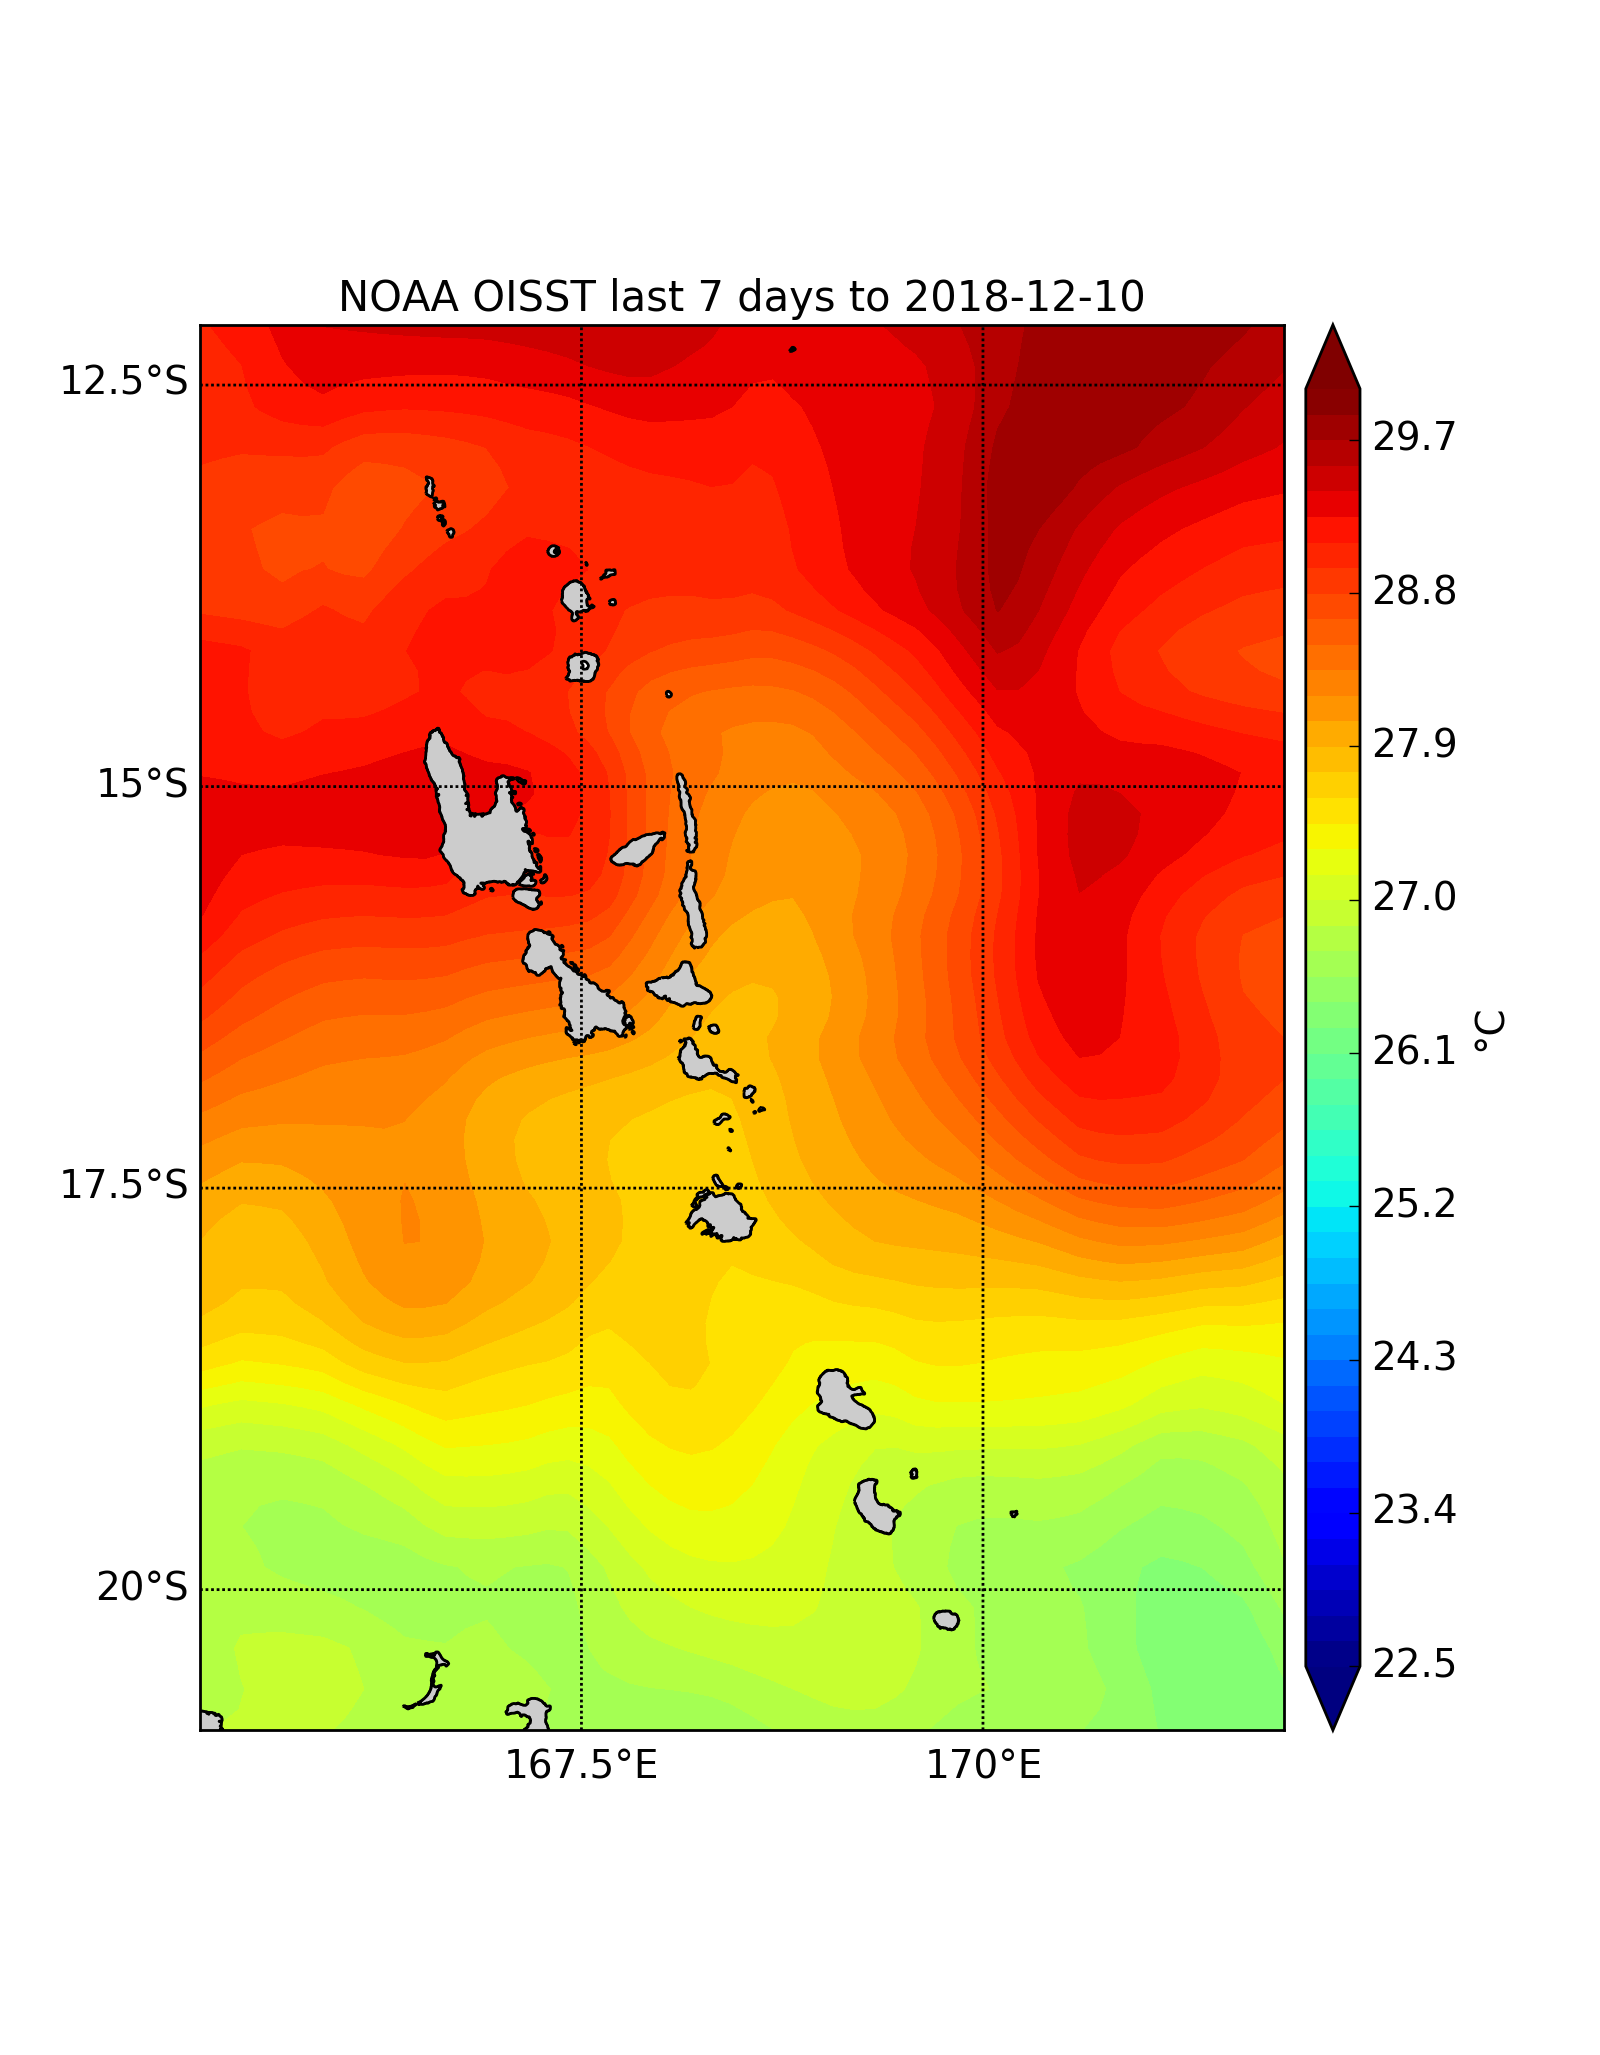 NOAA OISST last 7 days to 2018-12-10
12.5°S
15°S
17.5°S
20°S
167.5°E
170°E
29.7
28.8
27.9
27.0
26.1
25.2
24.3
23.4
22.5
°C